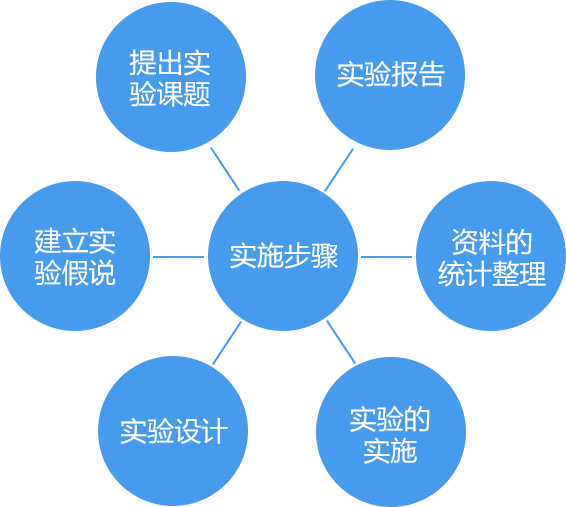 提出实
验课题
实验报告
建立实
验假说
实施步骤
资料的
统计整理
实验设计
实验的
实施